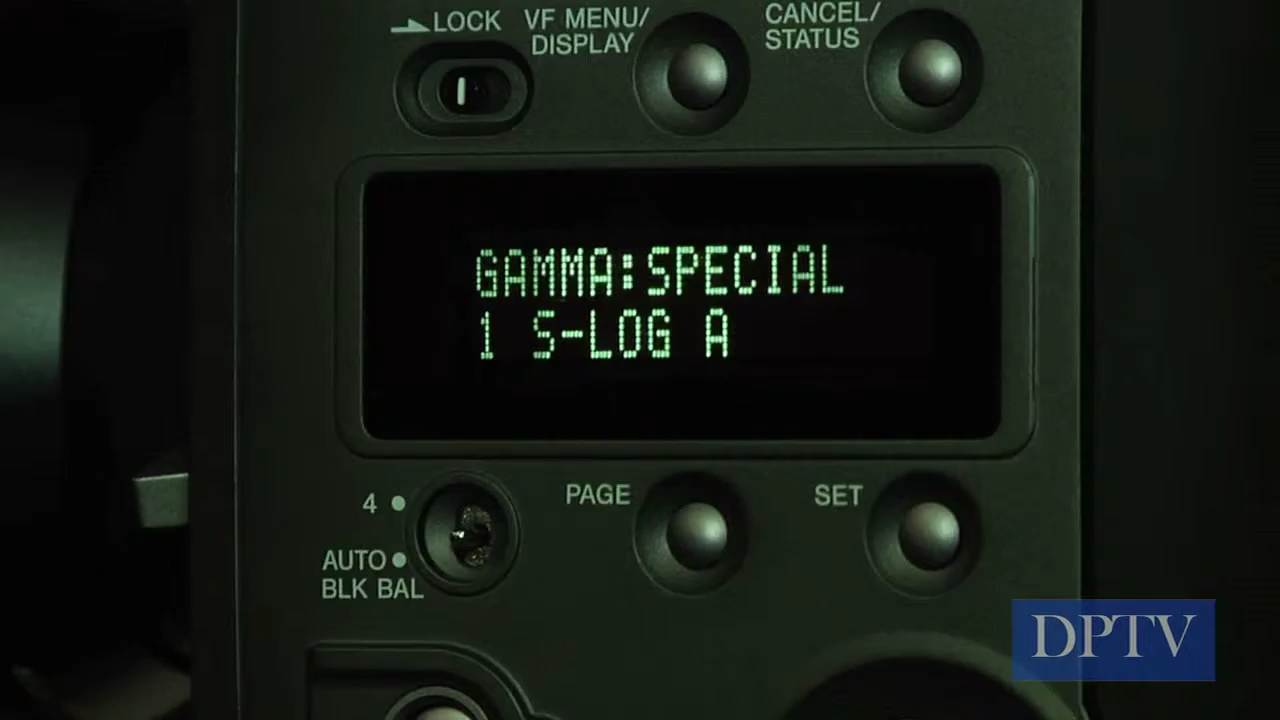 LOCK
VF MENU/
DISPLAY
CANCEL/
STATUS
GAMMA:SPECIAL
1 S-LOG A
4
PAGE
SET
AUTO
BLK BAL
DPTV